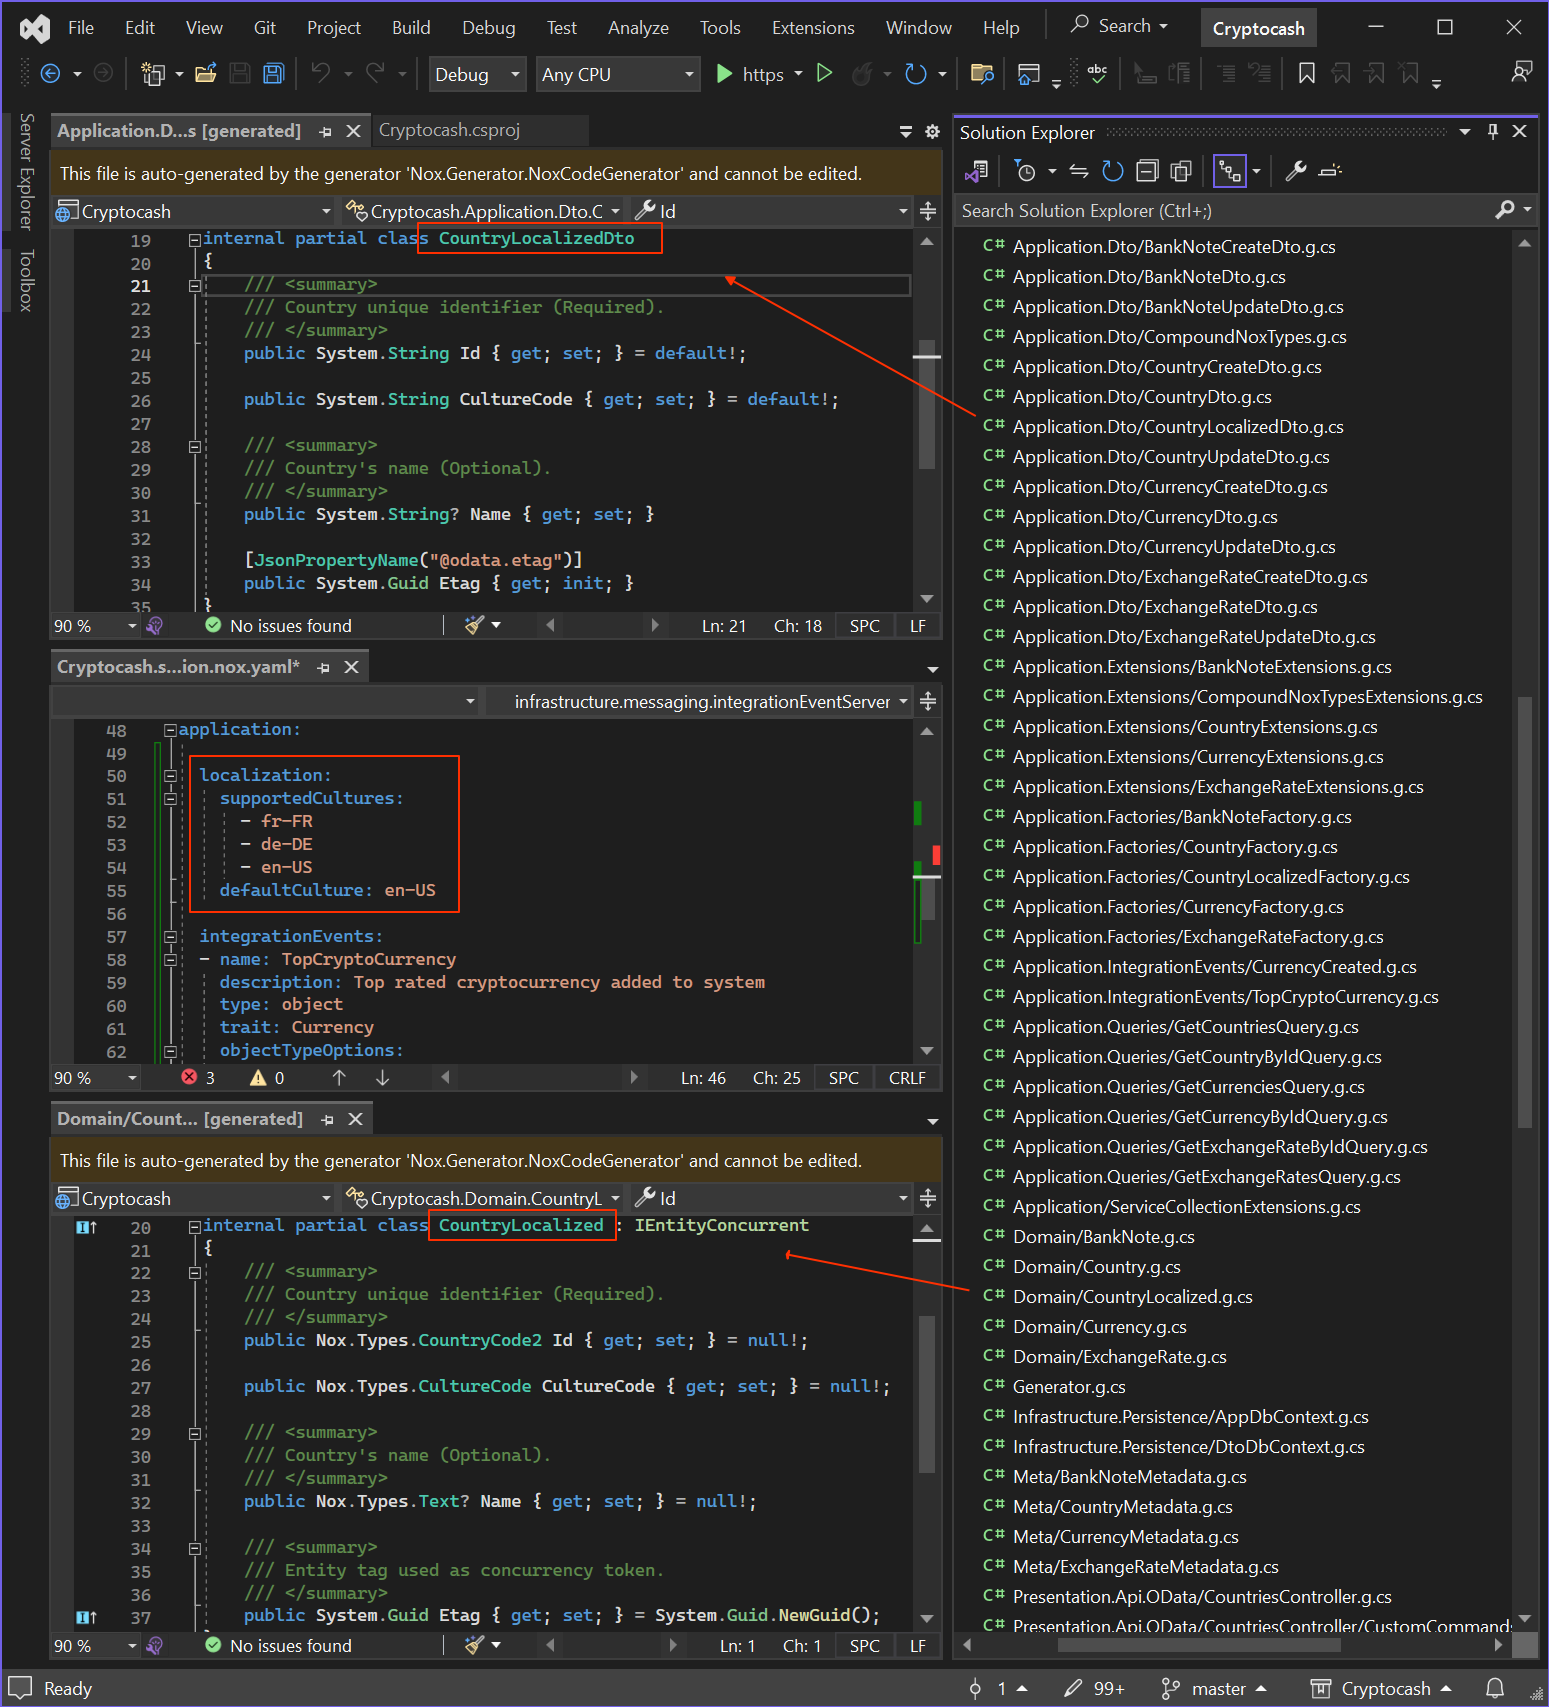 File Edit View Git Project Build Debug Test Analyze Tools Extensions Window Help Search Cryptocash
Debug Any CPU https abc
Server Explorer
Toolbox
Application.D...s [generated] Cryptocash.csproj
This file is auto-generated by the generator 'Nox.Generator.NoxCodeGenerator' and cannot be edited.
Cryptocash Cryptocash.Application.Dto.C Id
19 internal partial class CountryLocalizedDto
20 {
21 /// <summary>
22 /// Country unique identifier (Required).
23 /// </summary>
24 public System.String Id { get; set; } = default!;
25
26 public System.String CultureCode { get; set; } = default!;
27
28 /// <summary>
29 /// Country's name (Optional).
30 /// </summary>
31 public System.String? Name { get; set; }
32
33 [JsonPropertyName("@odata.etag")]
34 public System.Guid Etag { get; init; }
35 }
90 % No issues found Ln: 21 Ch: 18 SPC LF
Cryptocash.s...ion.nox.yaml*
infrastructure.messaging.integrationEventServer
48 application:
49
50 localization:
51 supportedCultures:
52 - fr-FR
53 - de-DE
54 - en-US
55 defaultCulture: en-US
56
57 integrationEvents:
58 - name: TopCryptoCurrency
59 description: Top rated cryptocurrency added to system
60 type: object
61 trait: Currency
62 objectTypeOptions:
90 % 3 0 Ln: 46 Ch: 25 SPC CRLF
Domain/Count... [generated]
This file is auto-generated by the generator 'Nox.Generator.NoxCodeGenerator' and cannot be edited.
Cryptocash Cryptocash.Domain.CountryL Id
20 internal partial class CountryLocalized : IEntityConcurrent
21 {
22 /// <summary>
23 /// Country unique identifier (Required).
24 /// </summary>
25 public Nox.Types.CountryCode2 Id { get; set; } = null!;
26
27 public Nox.Types.CultureCode CultureCode { get; set; } = null!;
28
29 /// <summary>
30 /// Country's name (Optional).
31 /// </summary>
32 public Nox.Types.Text? Name { get; set; } = null!;
33
34 /// <summary>
35 /// Entity tag used as concurrency token.
36 /// </summary>
37 public System.Guid Etag { get; set; } = System.Guid.NewGuid();
90 % No issues found Ln: 1 Ch: 1 SPC LF
Solution Explorer
Search Solution Explorer (Ctrl+;)
C# Application.Dto/BankNoteCreateDto.g.cs
C# Application.Dto/BankNoteDto.g.cs
C# Application.Dto/BankNoteUpdateDto.g.cs
C# Application.Dto/CompoundNoxTypes.g.cs
C# Application.Dto/CountryCreateDto.g.cs
C# Application.Dto/CountryDto.g.cs
C# Application.Dto/CountryLocalizedDto.g.cs
C# Application.Dto/CountryUpdateDto.g.cs
C# Application.Dto/CurrencyCreateDto.g.cs
C# Application.Dto/CurrencyDto.g.cs
C# Application.Dto/CurrencyUpdateDto.g.cs
C# Application.Dto/ExchangeRateCreateDto.g.cs
C# Application.Dto/ExchangeRateDto.g.cs
C# Application.Dto/ExchangeRateUpdateDto.g.cs
C# Application.Extensions/BankNoteExtensions.g.cs
C# Application.Extensions/CompoundNoxTypesExtensions.g.cs
C# Application.Extensions/CountryExtensions.g.cs
C# Application.Extensions/CurrencyExtensions.g.cs
C# Application.Extensions/ExchangeRateExtensions.g.cs
C# Application.Factories/BankNoteFactory.g.cs
C# Application.Factories/CountryFactory.g.cs
C# Application.Factories/CountryLocalizedFactory.g.cs
C# Application.Factories/CurrencyFactory.g.cs
C# Application.Factories/ExchangeRateFactory.g.cs
C# Application.IntegrationEvents/CurrencyCreated.g.cs
C# Application.IntegrationEvents/TopCryptoCurrency.g.cs
C# Application.Queries/GetCountriesQuery.g.cs
C# Application.Queries/GetCountryByIdQuery.g.cs
C# Application.Queries/GetCurrenciesQuery.g.cs
C# Application.Queries/GetCurrencyByIdQuery.g.cs
C# Application.Queries/GetExchangeRateByIdQuery.g.cs
C# Application.Queries/GetExchangeRatesQuery.g.cs
C# Application/ServiceCollectionExtensions.g.cs
C# Domain/BankNote.g.cs
C# Domain/Country.g.cs
C# Domain/CountryLocalized.g.cs
C# Domain/Currency.g.cs
C# Domain/ExchangeRate.g.cs
C# Generator.g.cs
C# Infrastructure.Persistence/AppDbContext.g.cs
C# Infrastructure.Persistence/DtoDbContext.g.cs
C# Meta/BankNoteMetadata.g.cs
C# Meta/CountryMetadata.g.cs
C# Meta/CurrencyMetadata.g.cs
C# Meta/ExchangeRateMetadata.g.cs
C# Presentation.Api.OData/CountriesController.g.cs
C# Presentation.Api.OData/CountriesController/CustomCommands
Ready 1 99+ master Cryptocash